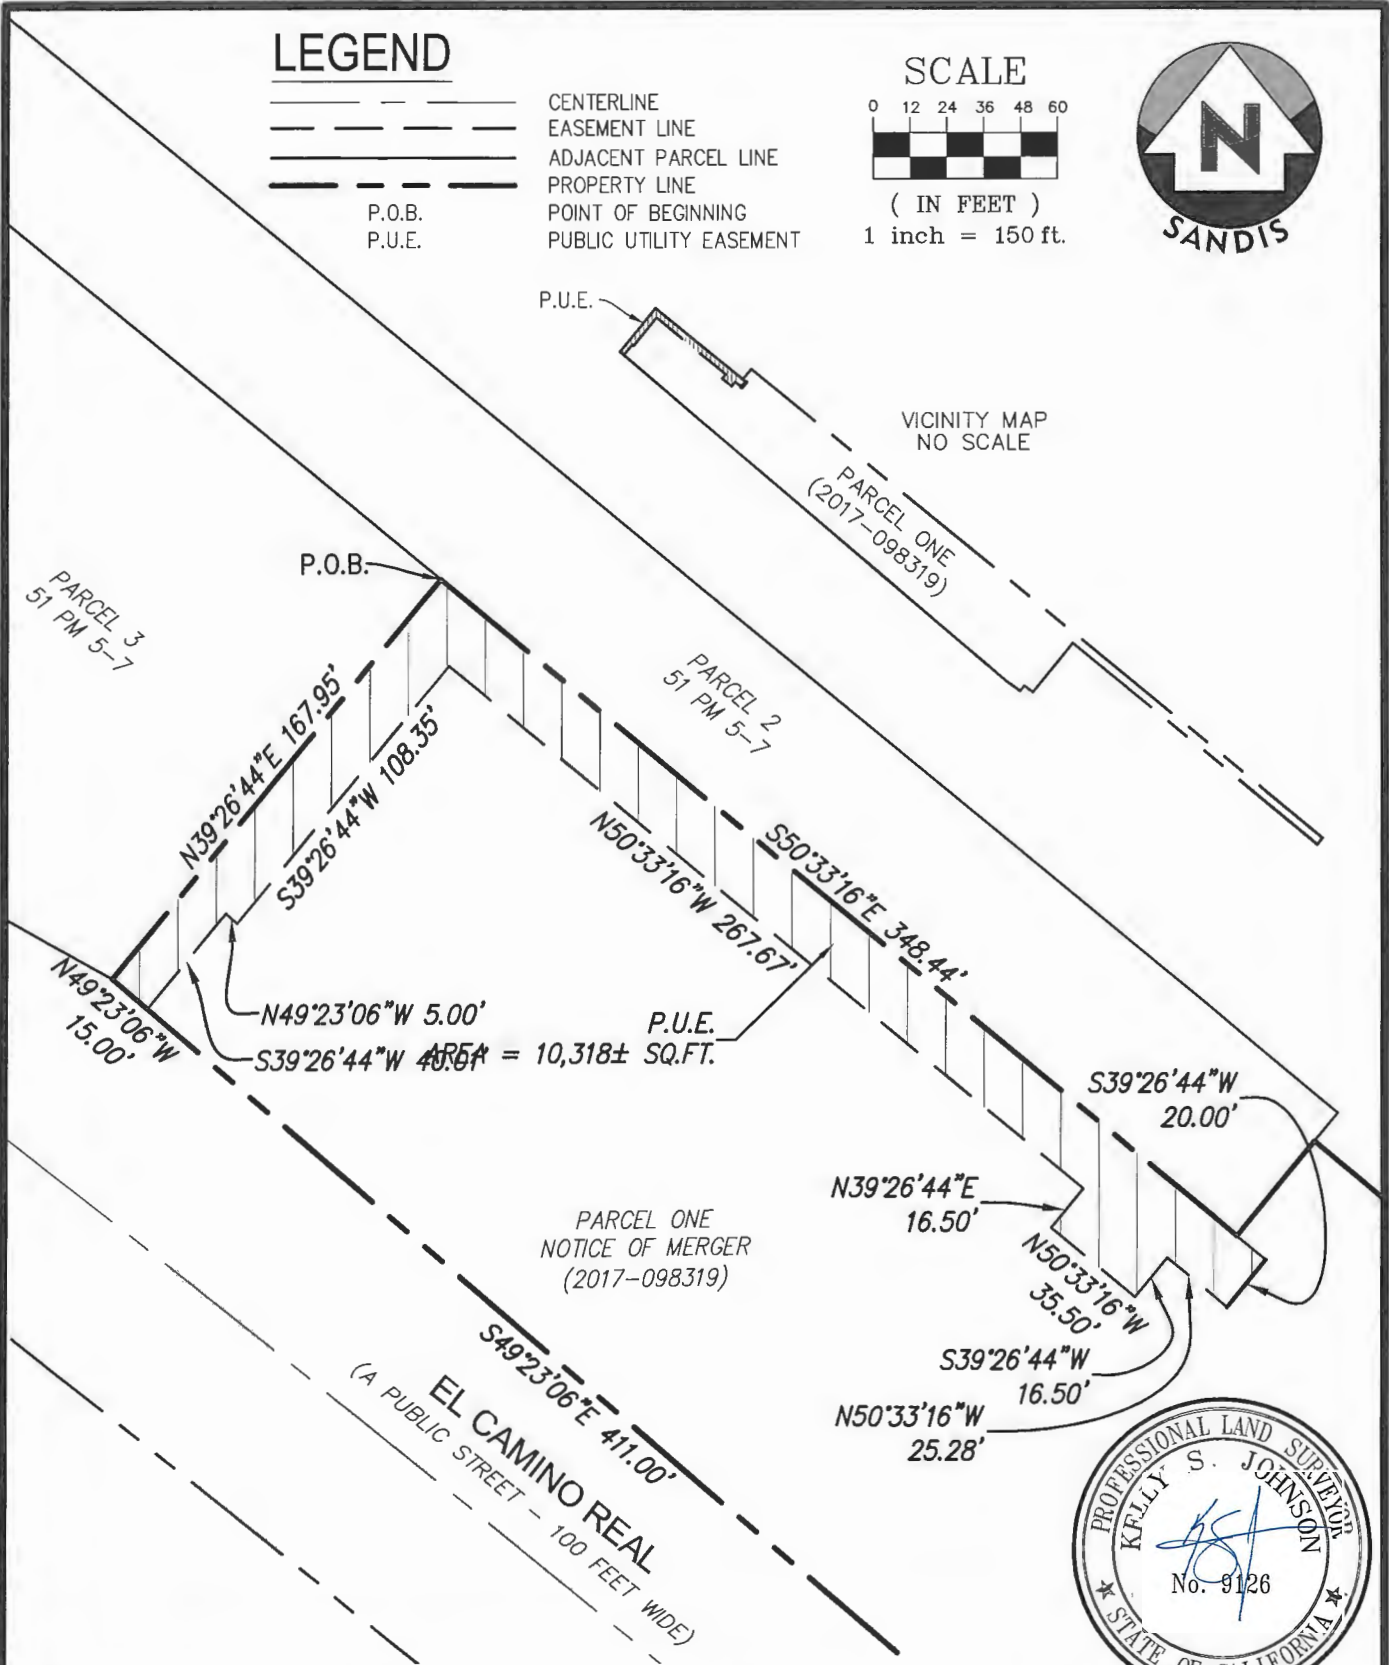 LEGEND
CENTERLINE
EASEMENT LINE
ADJACENT PARCEL LINE
PROPERTY LINE
P.O.B. POINT OF BEGINNING
P.U.E. PUBLIC UTILITY EASEMENT
SCALE
0 12 24 36 48 60
( IN FEET )
1 inch = 150 ft.
N
SANDIS
P.U.E.
VICINITY MAP
NO SCALE
PARCEL ONE
(2017-098319)
P.O.B.
PARCEL 3
51 PM 5-7
PARCEL 2
51 PM 5-7
N39°26'44"E 167.95'
S39°26'44"W 108.35'
N50°33'16"W 267.67'
S50°33'16"E 348.44'
N49°23'06"W
15.00'
N49°23'06"W 5.00'
S39°26'44"W
P.U.E.
AREA = 10,318± SQ.FT.
S39°26'44"W
20.00'
N39°26'44"E
16.50'
N50°33'16"W
35.50'
S39°26'44"W
16.50'
N50°33'16"W
25.28'
PARCEL ONE
NOTICE OF MERGER
(2017-098319)
S49°23'06"E 411.00'
EL CAMINO REAL
(A PUBLIC STREET - 100 FEET WIDE)
PROFESSIONAL LAND SURVEYOR
KELLY S. JOHNSON
No. 9126
STATE OF CALIFORNIA